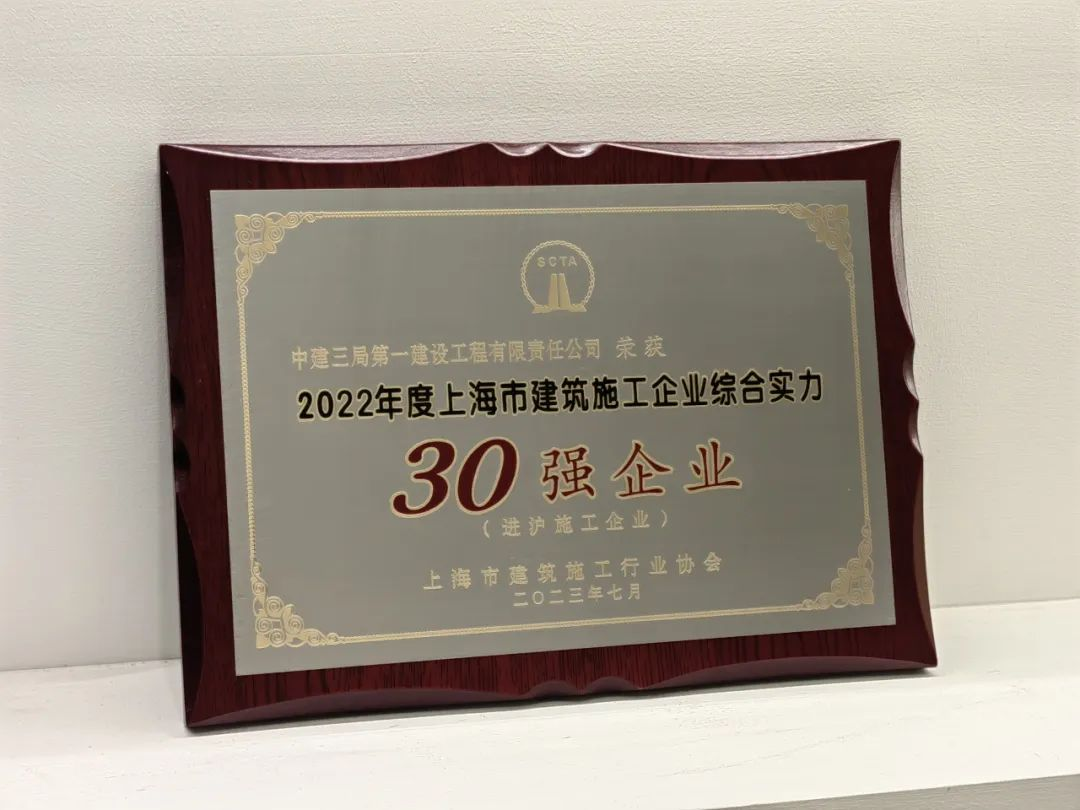 SCTA
中建三局第一建设工程有限责任公司 荣获
2022年度上海市建筑施工企业综合实力
30强企业
(进沪施工企业)
上海市建筑施工行业协会
二〇二三年七月